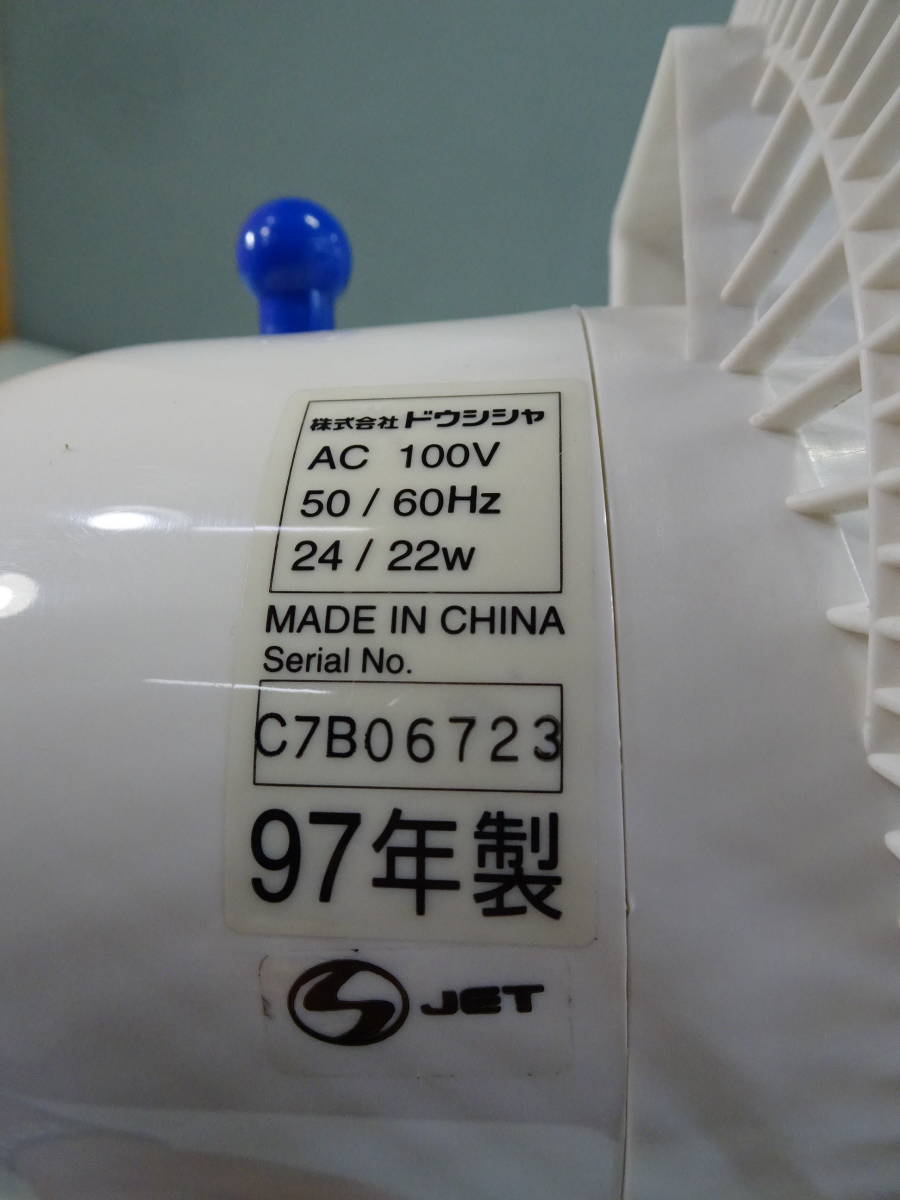 株式会社 ドウシシャ
AC 100V
50 / 60Hz
24 / 22w
MADE IN CHINA
Serial No.
C7B06723
97年製
JET